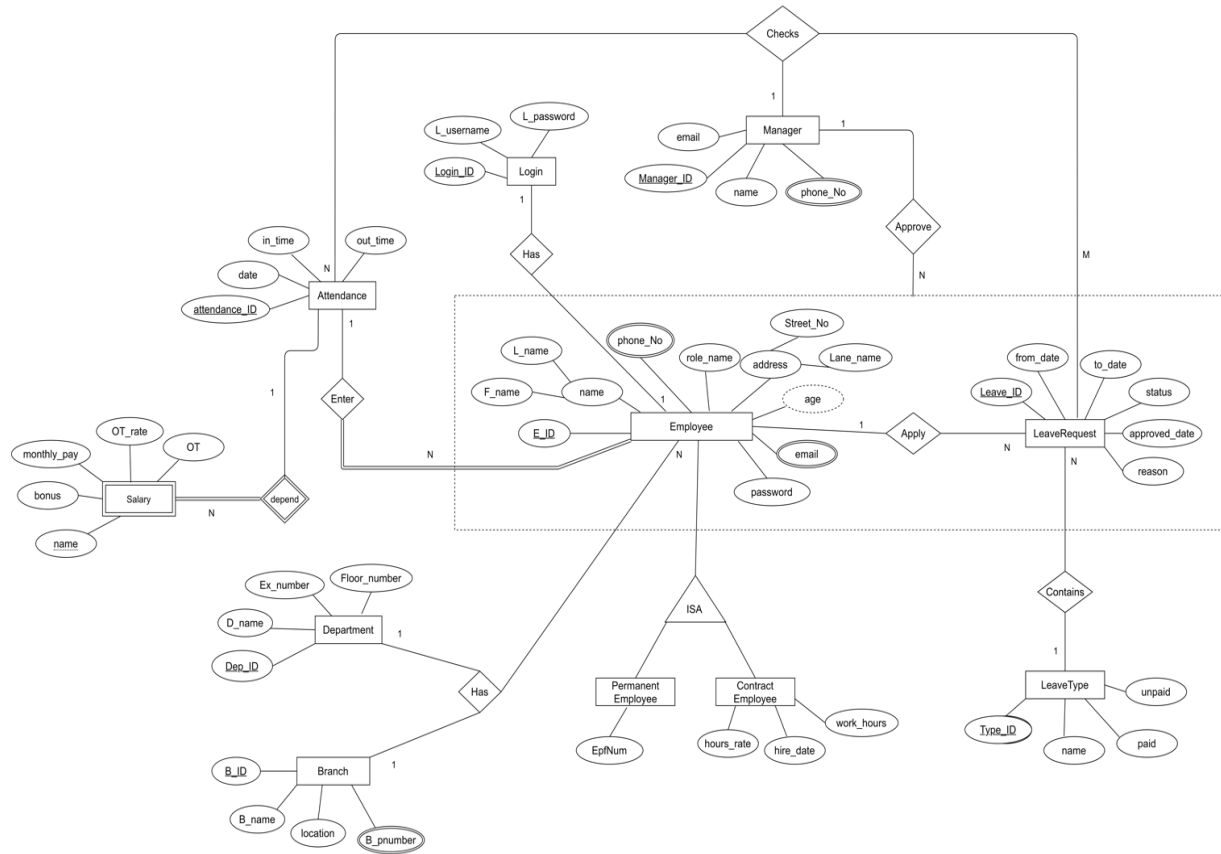 Checks
1
Manager
1
email
Manager_ID
name
phone_No
L_username
L_password
Login_ID
Login
1
Has
Approve
N
M
in_time
out_time
date
N
attendance_ID
Attendance
1
1
Enter
N
L_name
F_name
name
phone_No
role_name
address
Street_No
Lane_name
age
1
Employee
E_ID
N
email
password
1
Apply
N
from_date
to_date
Leave_ID
status
LeaveRequest
approved_date
reason
N
OT_rate
OT
monthly_pay
bonus
Salary
name
N
depend
Ex_number
Floor_number
D_name
Department
1
Dep_ID
Has
ISA
Permanent
Employee
EpfNum
Contract
Employee
hours_rate
hire_date
work_hours
Contains
1
LeaveType
unpaid
Type_ID
name
paid
B_ID
Branch
1
B_name
location
B_pnumber